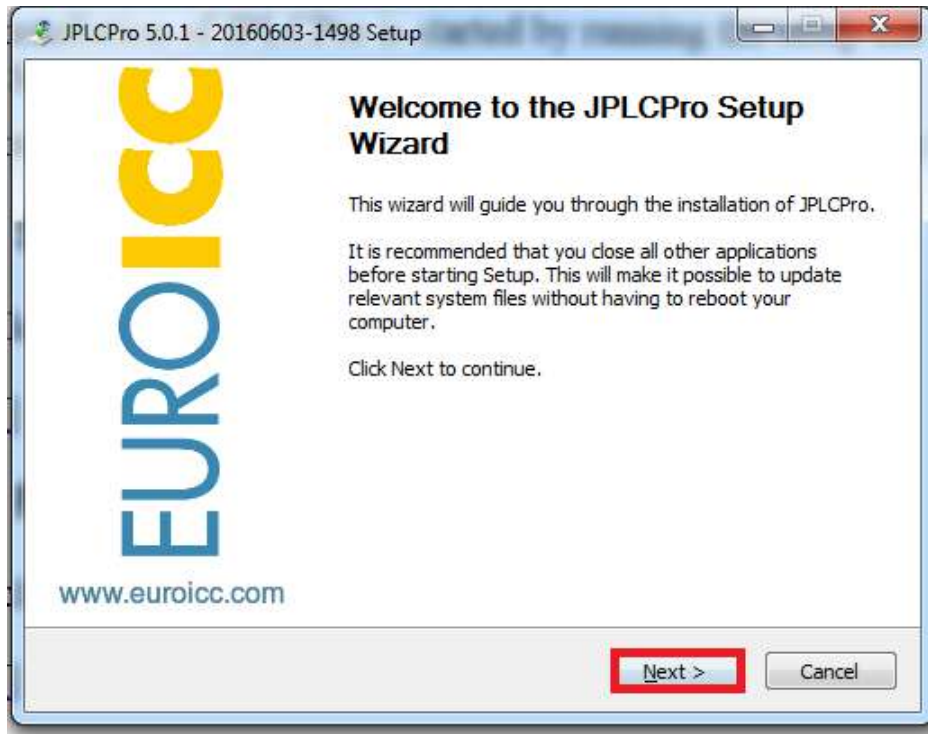 JPLCPro 5.0.1 - 20160603-1498 Setup
EUROICC
www.euroicc.com
Welcome to the JPLCPro Setup
Wizard
This wizard will guide you through the installation of JPLCPro.
It is recommended that you close all other applications
before starting Setup. This will make it possible to update
relevant system files without having to reboot your
computer.
Click Next to continue.
Next >
Cancel